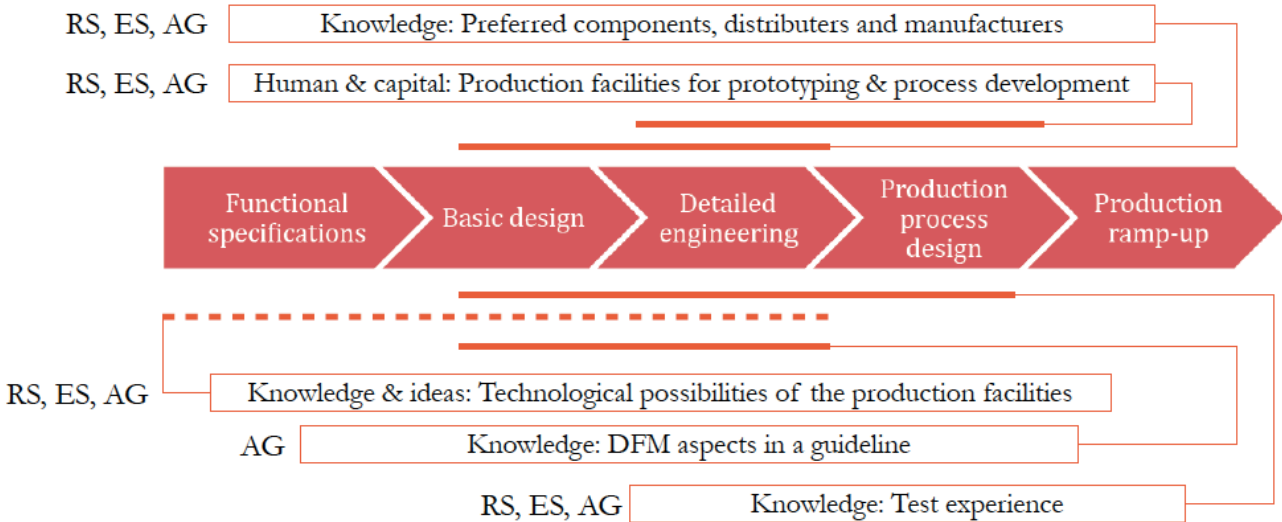 RS, ES, AG Knowledge: Preferred components, distributers and manufacturers
RS, ES, AG Human & capital: Production facilities for prototyping & process development
Functional
specifications
Basic design
Detailed
engineering
Production
process
design
Production
ramp-up
RS, ES, AG Knowledge & ideas: Technological possibilities of the production facilities
AG Knowledge: DFM aspects in a guideline
RS, ES, AG Knowledge: Test experience